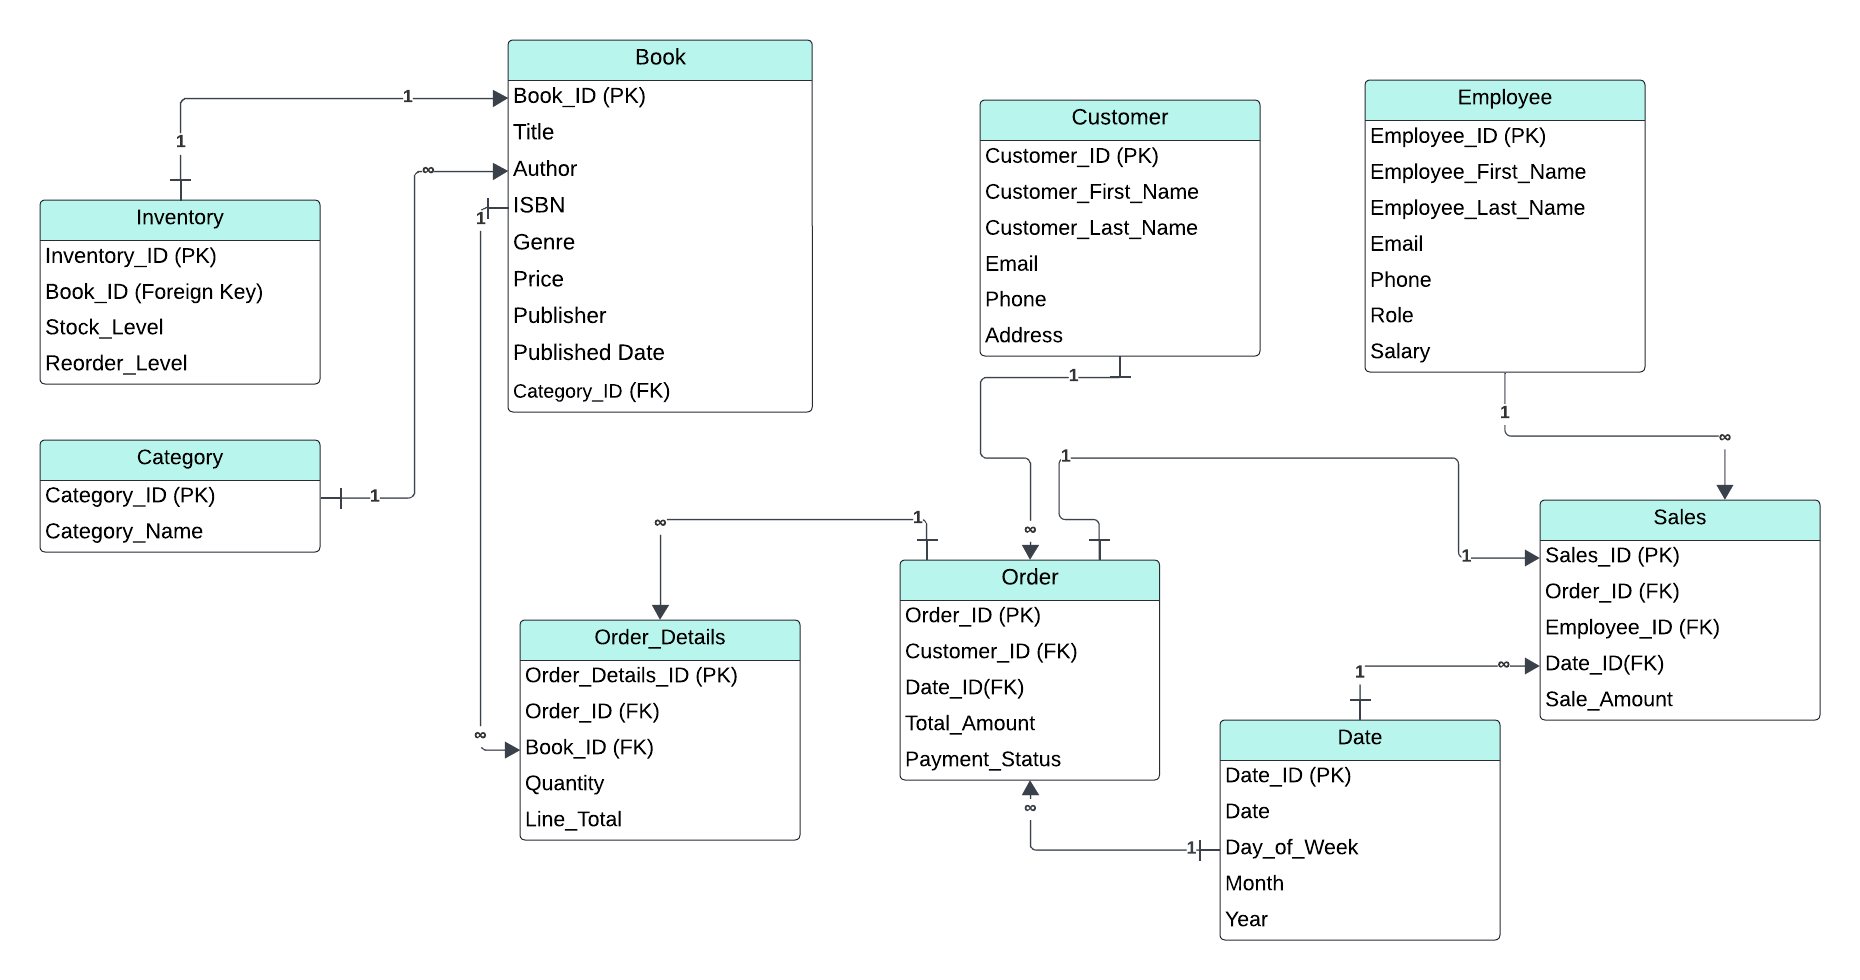 Book
Book_ID (PK)
Title
Author
ISBN
Genre
Price
Publisher
Published Date
Category_ID (FK)
1
1
Inventory
Inventory_ID (PK)
Book_ID (Foreign Key)
Stock_Level
Reorder_Level
∞
1
Category
Category_ID (PK)
Category_Name
1
∞
Customer
Customer_ID (PK)
Customer_First_Name
Customer_Last_Name
Email
Phone
Address
1
∞
Employee
Employee_ID (PK)
Employee_First_Name
Employee_Last_Name
Email
Phone
Role
Salary
1
∞
1
1
∞
1
Order_Details
Order_Details_ID (PK)
Order_ID (FK)
Book_ID (FK)
Quantity
Line_Total
Order
Order_ID (PK)
Customer_ID (FK)
Date_ID(FK)
Total_Amount
Payment_Status
∞
1
Sales
Sales_ID (PK)
Order_ID (FK)
Employee_ID (FK)
Date_ID(FK)
Sale_Amount
1
∞
Date
Date_ID (PK)
Date
Day_of_Week
Month
Year